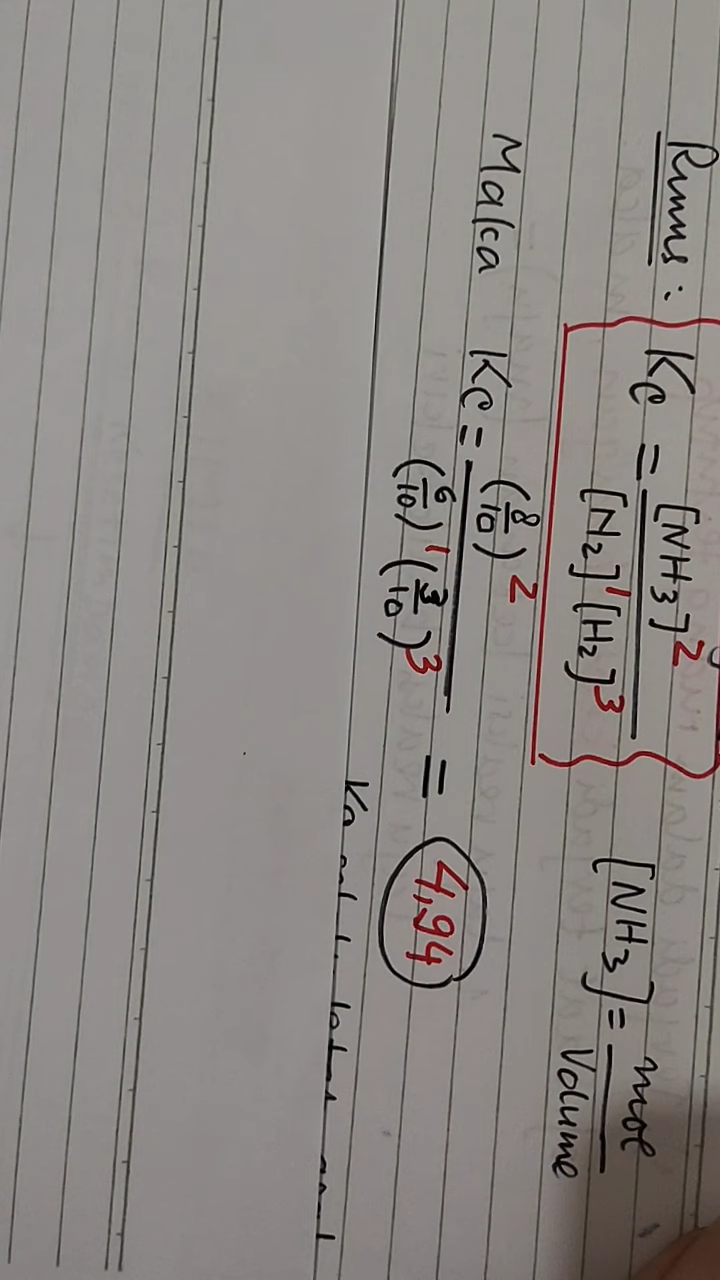 Rumus : Kc = [NH3]² / [N2]¹ [H2]³ [NH3] = mol / Volume
Maka Kc = (8/10)² / (6/10)¹ (3/10)³ = 4,94